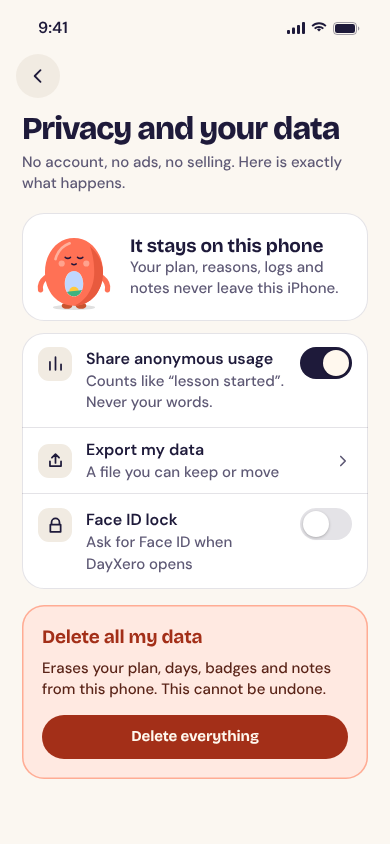 9:41
Privacy and your data
No account, no ads, no selling. Here is exactly
what happens.
It stays on this phone
Your plan, reasons, logs and
notes never leave this iPhone.
Share anonymous usage
Counts like “lesson started”.
Never your words.
Export my data
A file you can keep or move
Face ID lock
Ask for Face ID when
DayXero opens
Delete all my data
Erases your plan, days, badges and notes
from this phone. This cannot be undone.
Delete everything